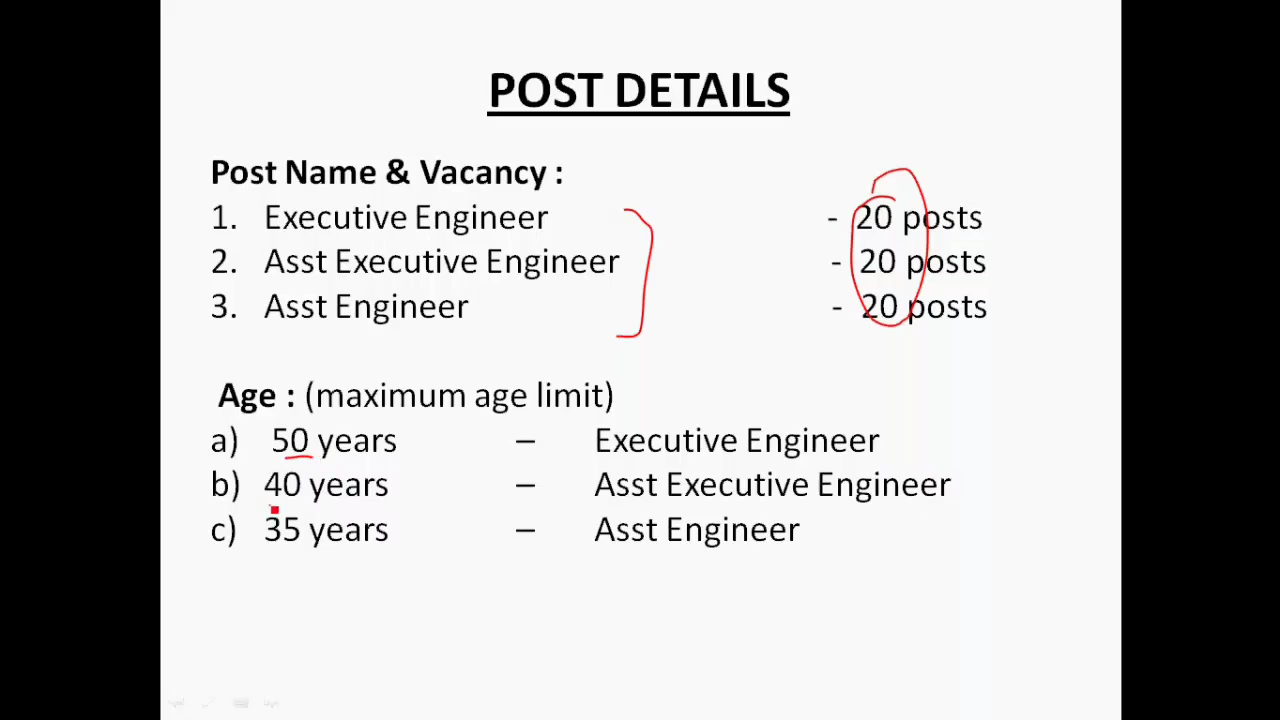 POST DETAILS
Post Name & Vacancy :
1. Executive Engineer - 20 posts
2. Asst Executive Engineer - 20 posts
3. Asst Engineer - 20 posts
Age : (maximum age limit)
a) 50 years – Executive Engineer
b) 40 years – Asst Executive Engineer
c) 35 years – Asst Engineer